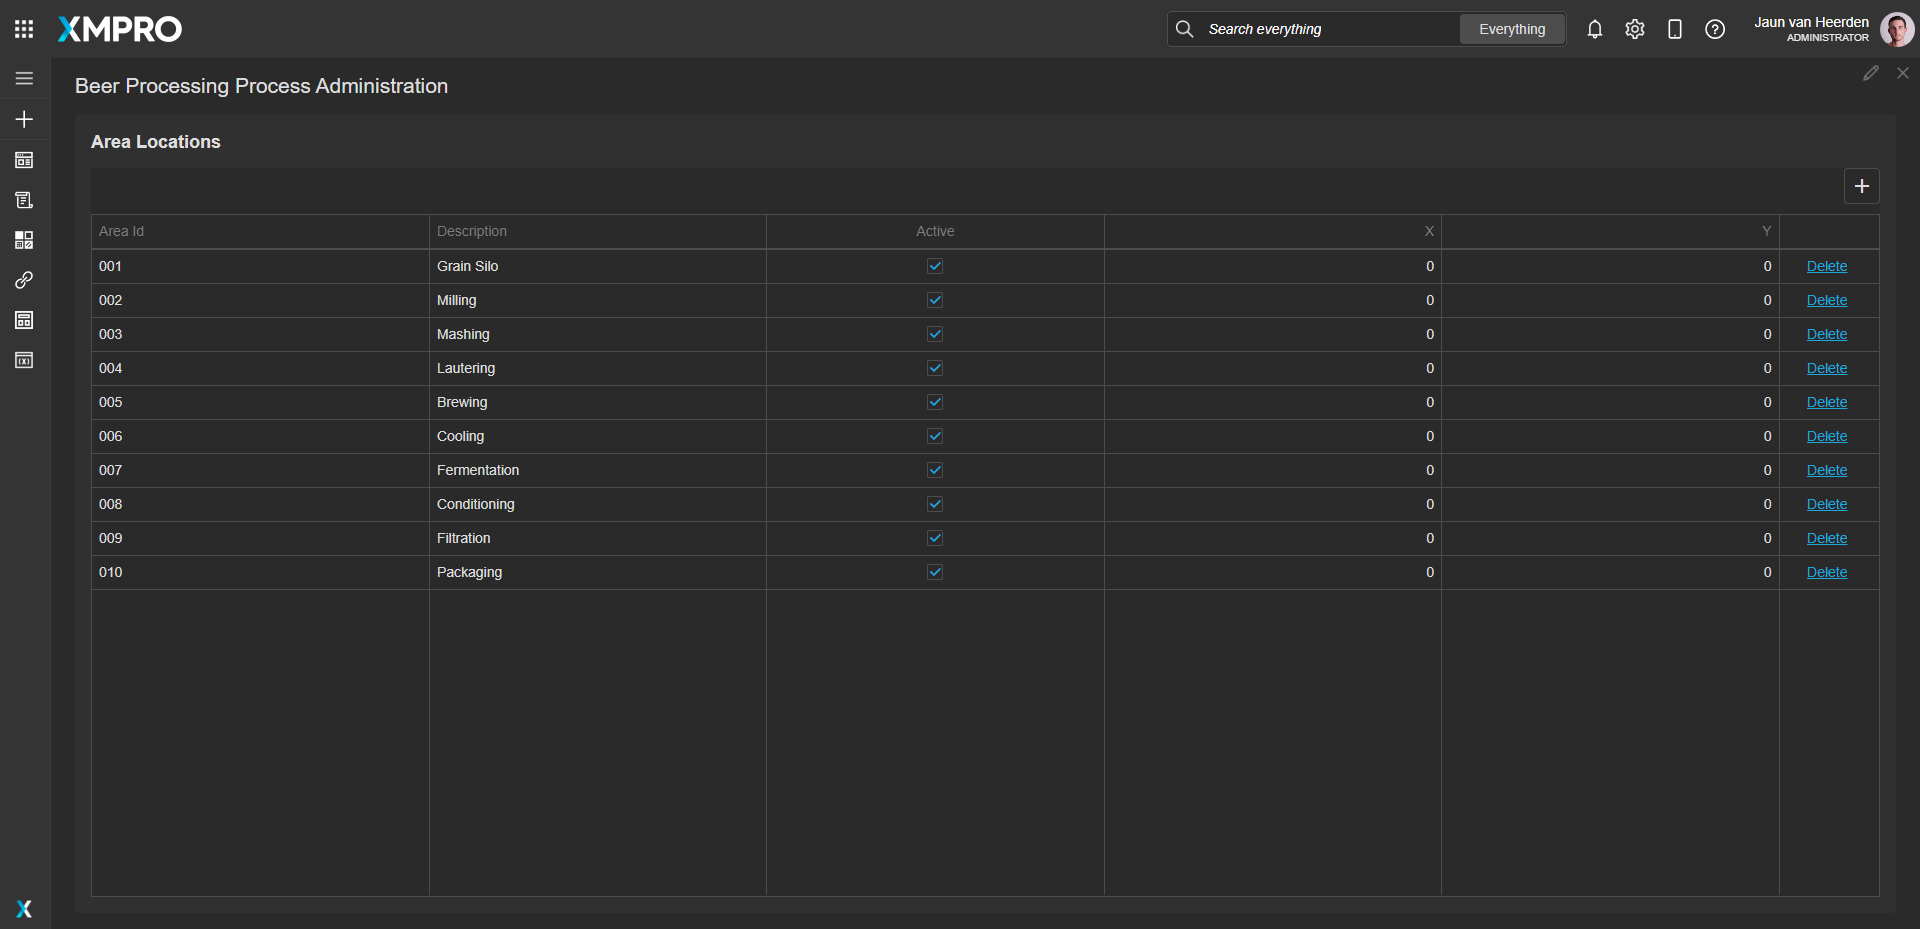 XMPRO
Search everything
Everything
Jaun van Heerden
ADMINISTRATOR
Beer Processing Process Administration
Area Locations
Area Id Description Active X Y
001 Grain Silo 0 0 Delete
002 Milling 0 0 Delete
003 Mashing 0 0 Delete
004 Lautering 0 0 Delete
005 Brewing 0 0 Delete
006 Cooling 0 0 Delete
007 Fermentation 0 0 Delete
008 Conditioning 0 0 Delete
009 Filtration 0 0 Delete
010 Packaging 0 0 Delete